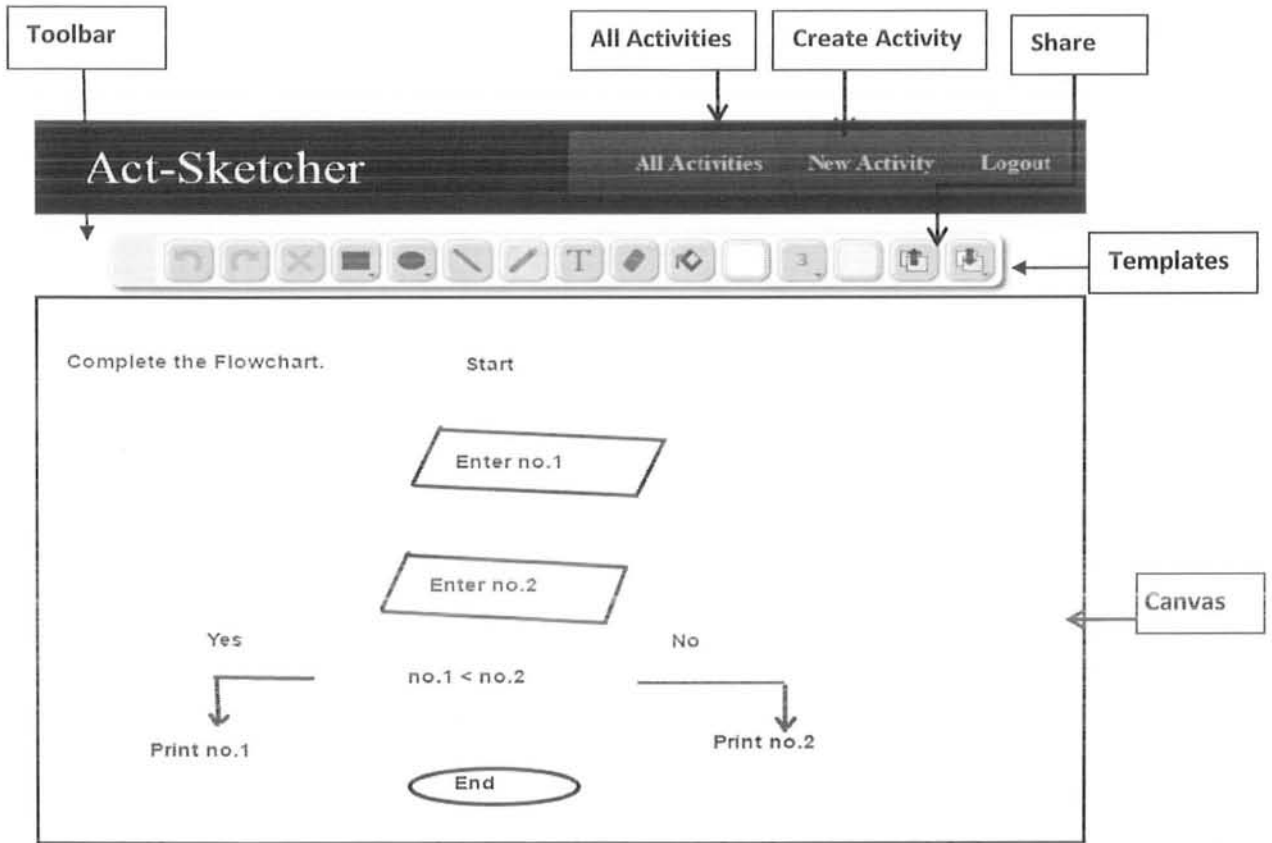 Toolbar
All Activities
Create Activity
Share
Act-Sketcher
All Activities New Activity Logout
T
3
Templates
Complete the Flowchart.
Start
Enter no.1
Enter no.2
Canvas
Yes
No
no.1 < no.2
Print no.1
Print no.2
End